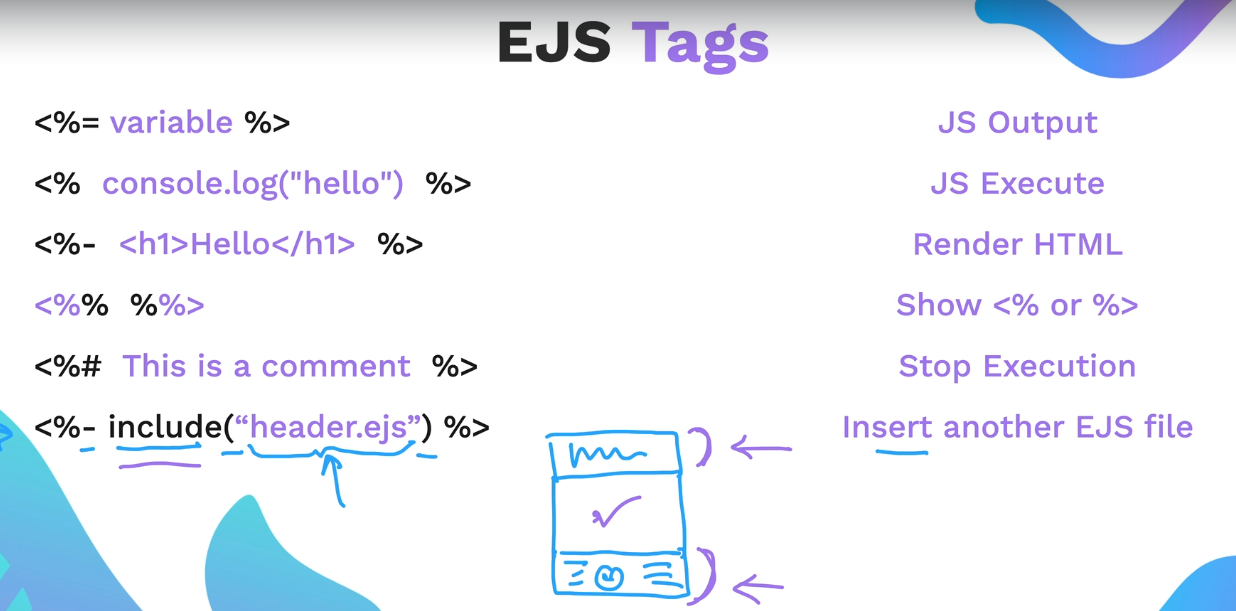 EJS Tags
<%= variable %> JS Output
<% console.log("hello") %> JS Execute
<%- <h1>Hello</h1> %> Render HTML
<%% %%> Show <% or %>
<%# This is a comment %> Stop Execution
<%- include(“header.ejs”) %> Insert another EJS file